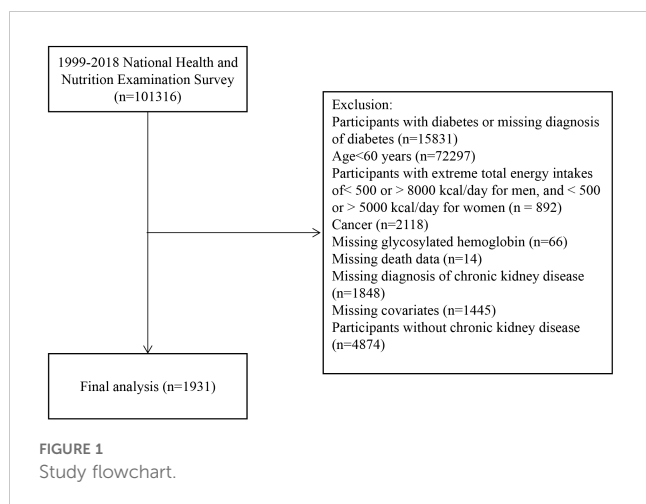 1999-2018 National Health and
Nutrition Examination Survey
(n=101316)
Exclusion:
Participants with diabetes or missing diagnosis
of diabetes (n=15831)
Age<60 years (n=72297)
Participants with extreme total energy intakes
of< 500 or > 8000 kcal/day for men, and < 500
or > 5000 kcal/day for women (n = 892)
Cancer (n=2118)
Missing glycosylated hemoglobin (n=66)
Missing death data (n=14)
Missing diagnosis of chronic kidney disease
(n=1848)
Missing covariates (n=1445)
Participants without chronic kidney disease
(n=4874)
Final analysis (n=1931)
FIGURE 1
Study flowchart.